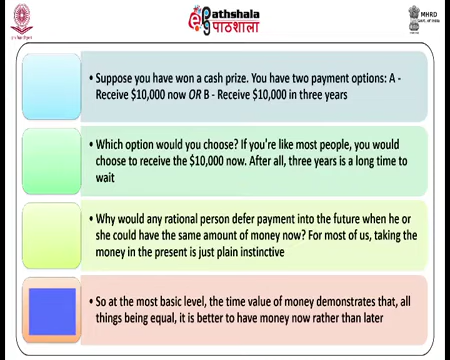 Pathshala
पाठशाला
MHRD
• Suppose you have won a cash prize. You have two payment options: A -
Receive $10,000 now OR B - Receive $10,000 in three years
• Which option would you choose? If you're like most people, you would
choose to receive the $10,000 now. After all, three years is a long time to
wait
• Why would any rational person defer payment into the future when he or
she could have the same amount of money now? For most of us, taking the
money in the present is just plain instinctive
• So at the most basic level, the time value of money demonstrates that, all
things being equal, it is better to have money now rather than later